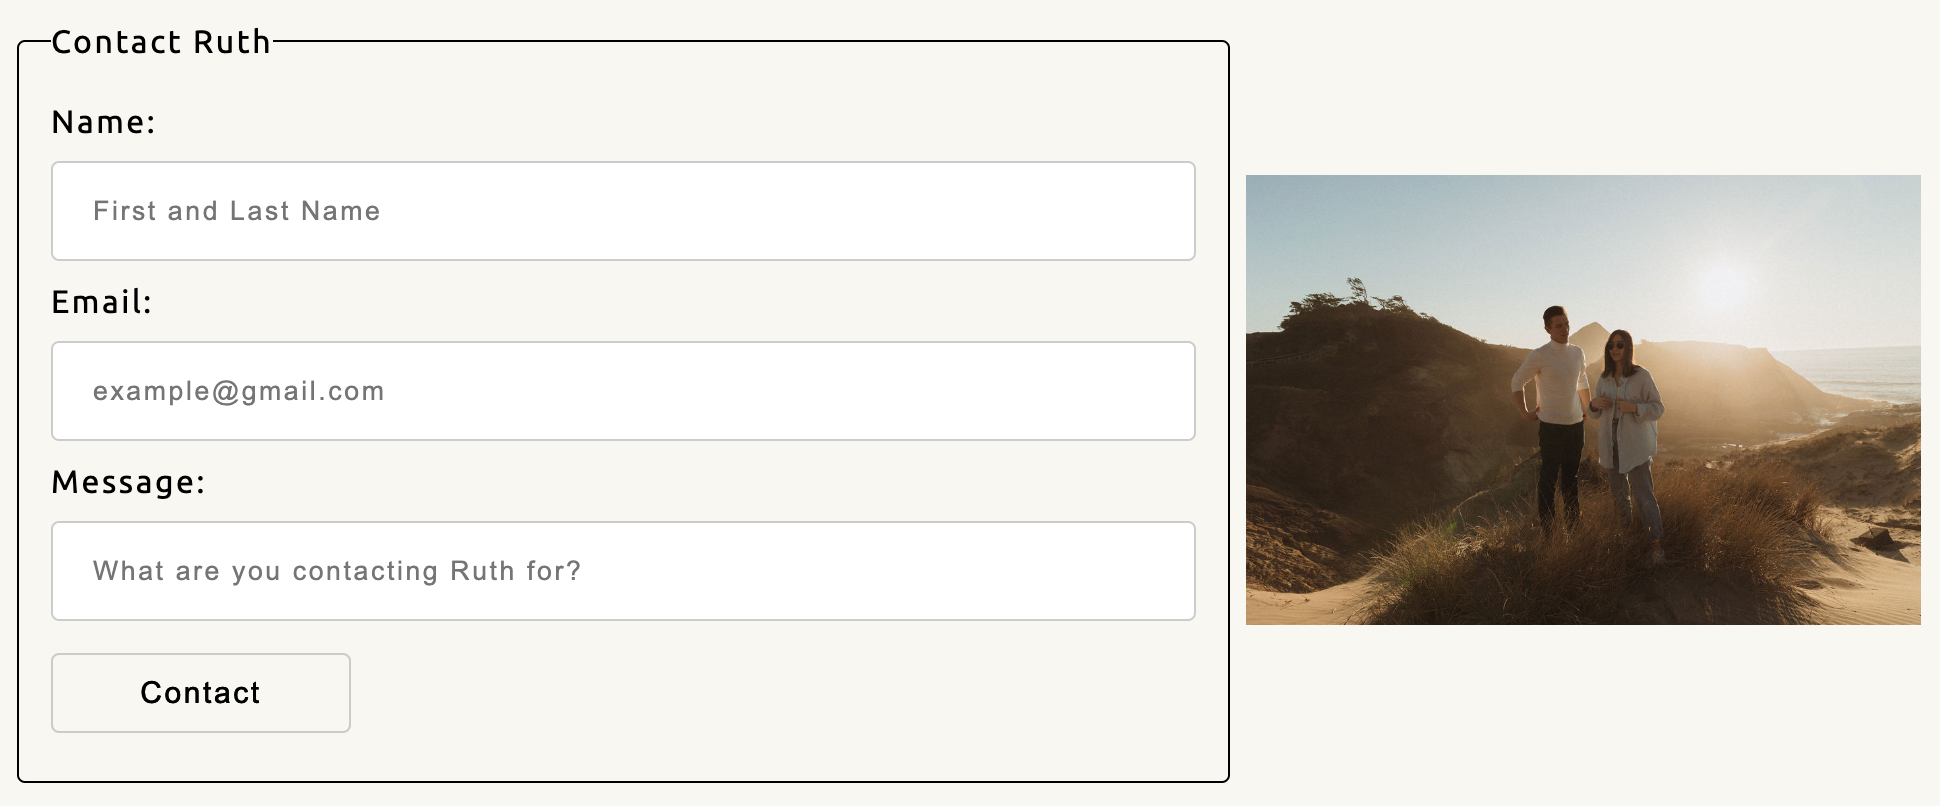 Contact Ruth
Name:
First and Last Name
Email:
example@gmail.com
Message:
What are you contacting Ruth for?
Contact